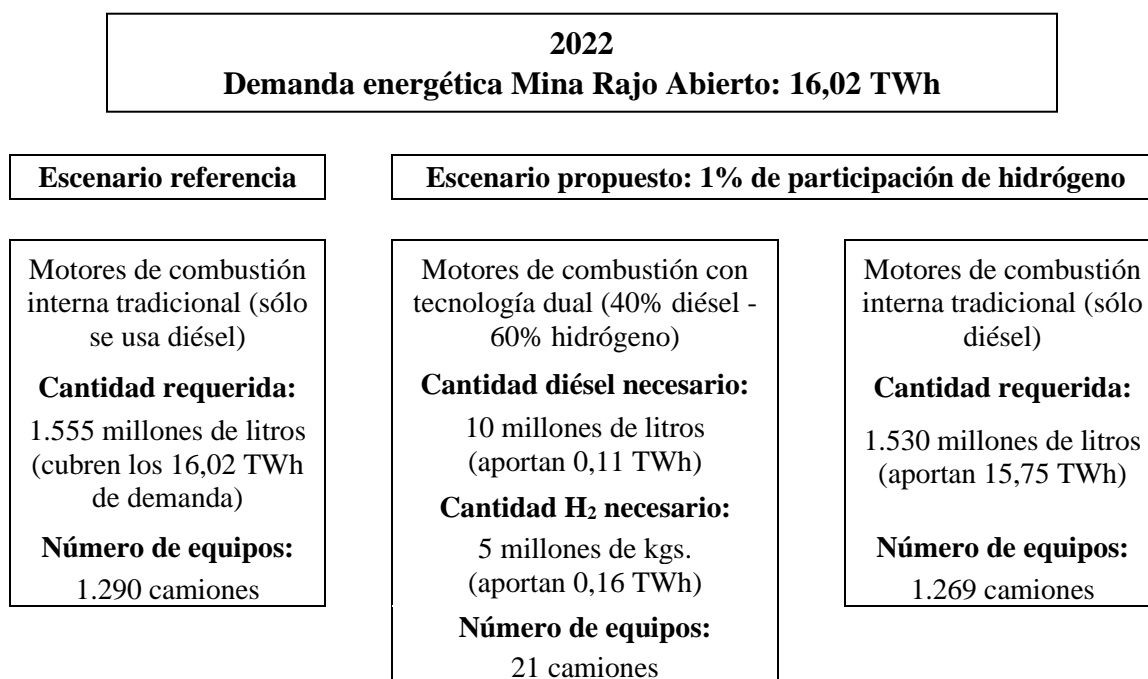 2022
Demanda energética Mina Rajo Abierto: 16,02 TWh
Escenario referencia
Escenario propuesto: 1% de participación de hidrógeno
Motores de combustión
interna tradicional (sólo
se usa diésel)
Cantidad requerida:
1.555 millones de litros
(cubren los 16,02 TWh
de demanda)
Número de equipos:
1.290 camiones
Motores de combustión con
tecnología dual (40% diésel -
60% hidrógeno)
Cantidad diésel necesario:
10 millones de litros
(aportan 0,11 TWh)
Cantidad H₂ necesario:
5 millones de kgs.
(aportan 0,16 TWh)
Número de equipos:
21 camiones
Motores de combustión
interna tradicional (sólo
diésel)
Cantidad requerida:
1.530 millones de litros
(aportan 15,75 TWh)
Número de equipos:
1.269 camiones